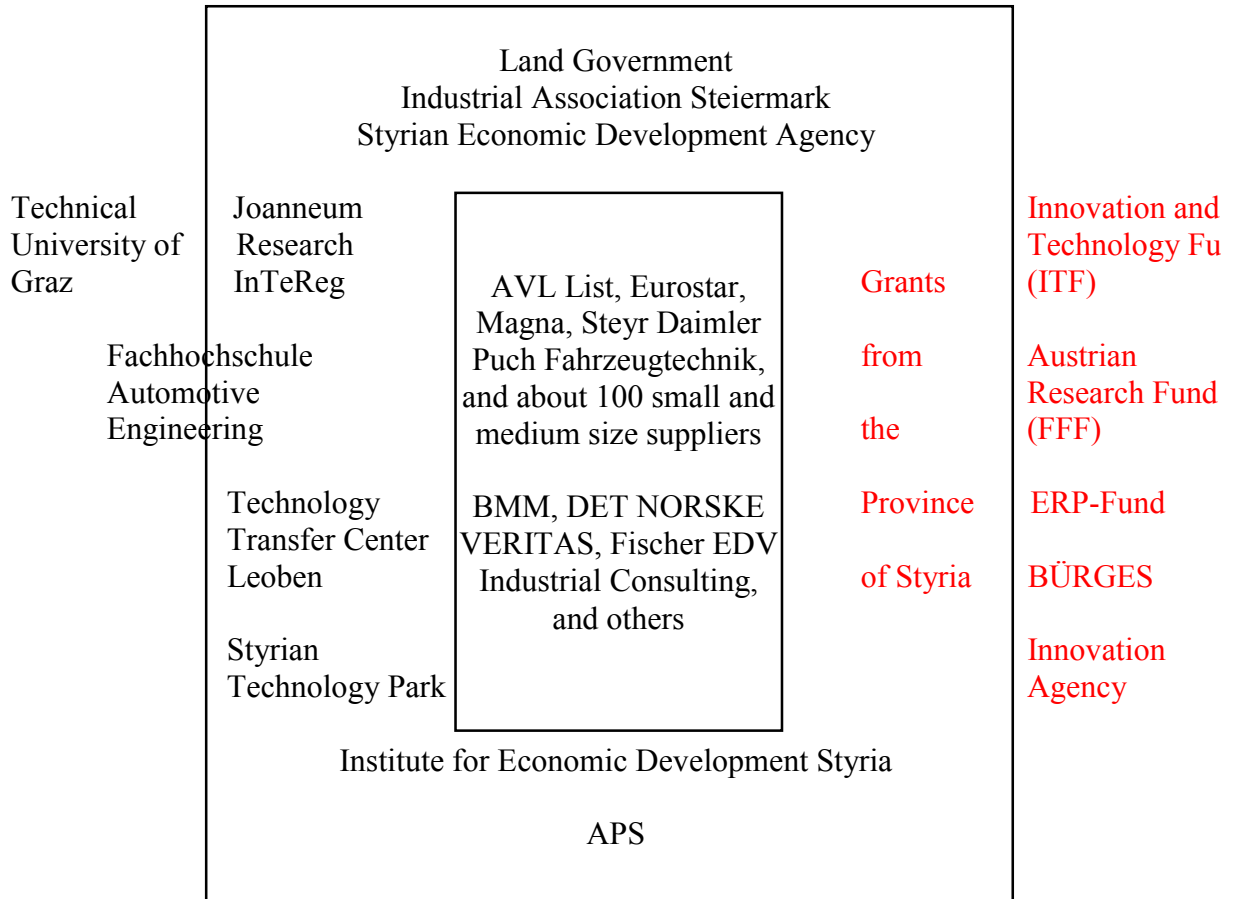 Land Government
Industrial Association Steiermark
Styrian Economic Development Agency
Technical
University of
Graz
Joanneum
Research
InTeReg
Fachhochschule
Automotive
Engineering
Technology
Transfer Center
Leoben
Styrian
Technology Park
AVL List, Eurostar,
Magna, Steyr Daimler
Puch Fahrzeugtechnik,
and about 100 small and
medium size suppliers
BMM, DET NORSKE
VERITAS, Fischer EDV
Industrial Consulting,
and others
Grants
from
the
Province
of Styria
Innovation and
Technology Fu
(ITF)
Austrian
Research Fund
(FFF)
ERP-Fund
BÜRGES
Innovation
Agency
Institute for Economic Development Styria
APS